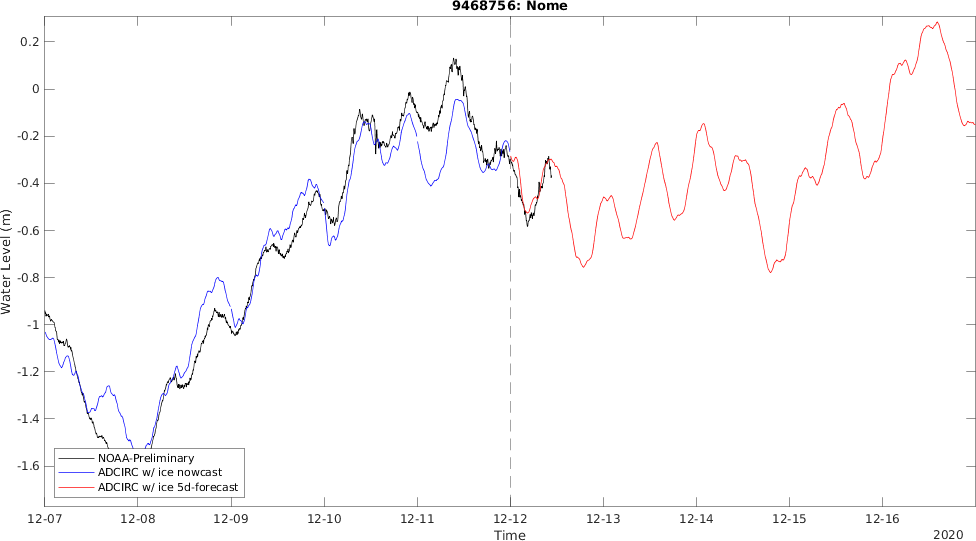 9468756: Nome
0.2
0
-0.2
-0.4
-0.6
-0.8
-1
-1.2
-1.4
-1.6
Water Level (m)
NOAA-Preliminary
ADCIRC w/ ice nowcast
ADCIRC w/ ice 5d-forecast
12-07 12-08 12-09 12-10 12-11 12-12 12-13 12-14 12-15 12-16
Time
2020